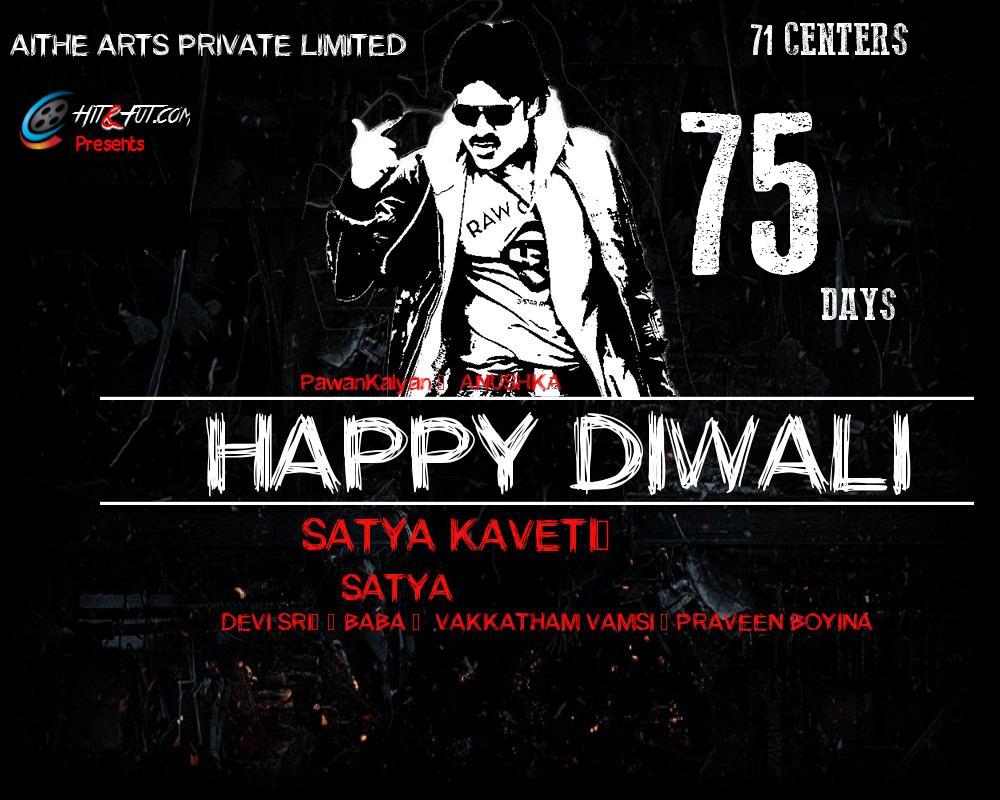 AITHE ARTS PRIVATE LIMITED
71 CENTERS
HIT&FUT.COM
Presents
75
DAYS
RAW
PawanKalyan ▯ ANUSHKA
HAPPY DIWALI
SATYA KAVETI▯
SATYA
DEVI SRI▯ ▯ BABA ▯ .VAKKATHAM VAMSI ▯ PRAVEEN BOYINA